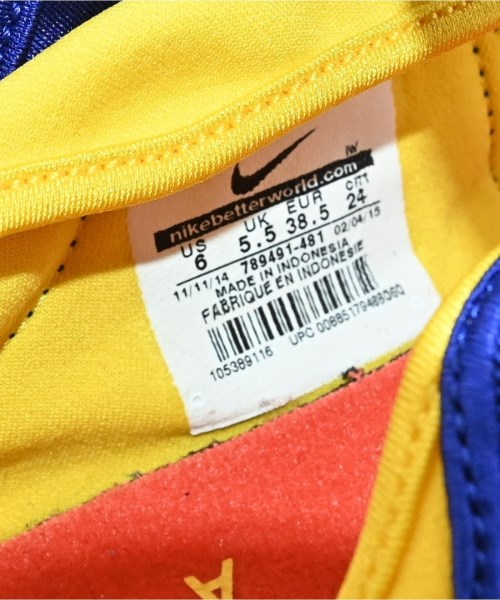 IW
nikebetterworld.com
US UK EUR cm
6 5.5 38.5 24
11/11/14 789491-481 02/04/15
MADE IN INDONESIA
FABRIQUE EN INDONESIE
105389116 UPC
A